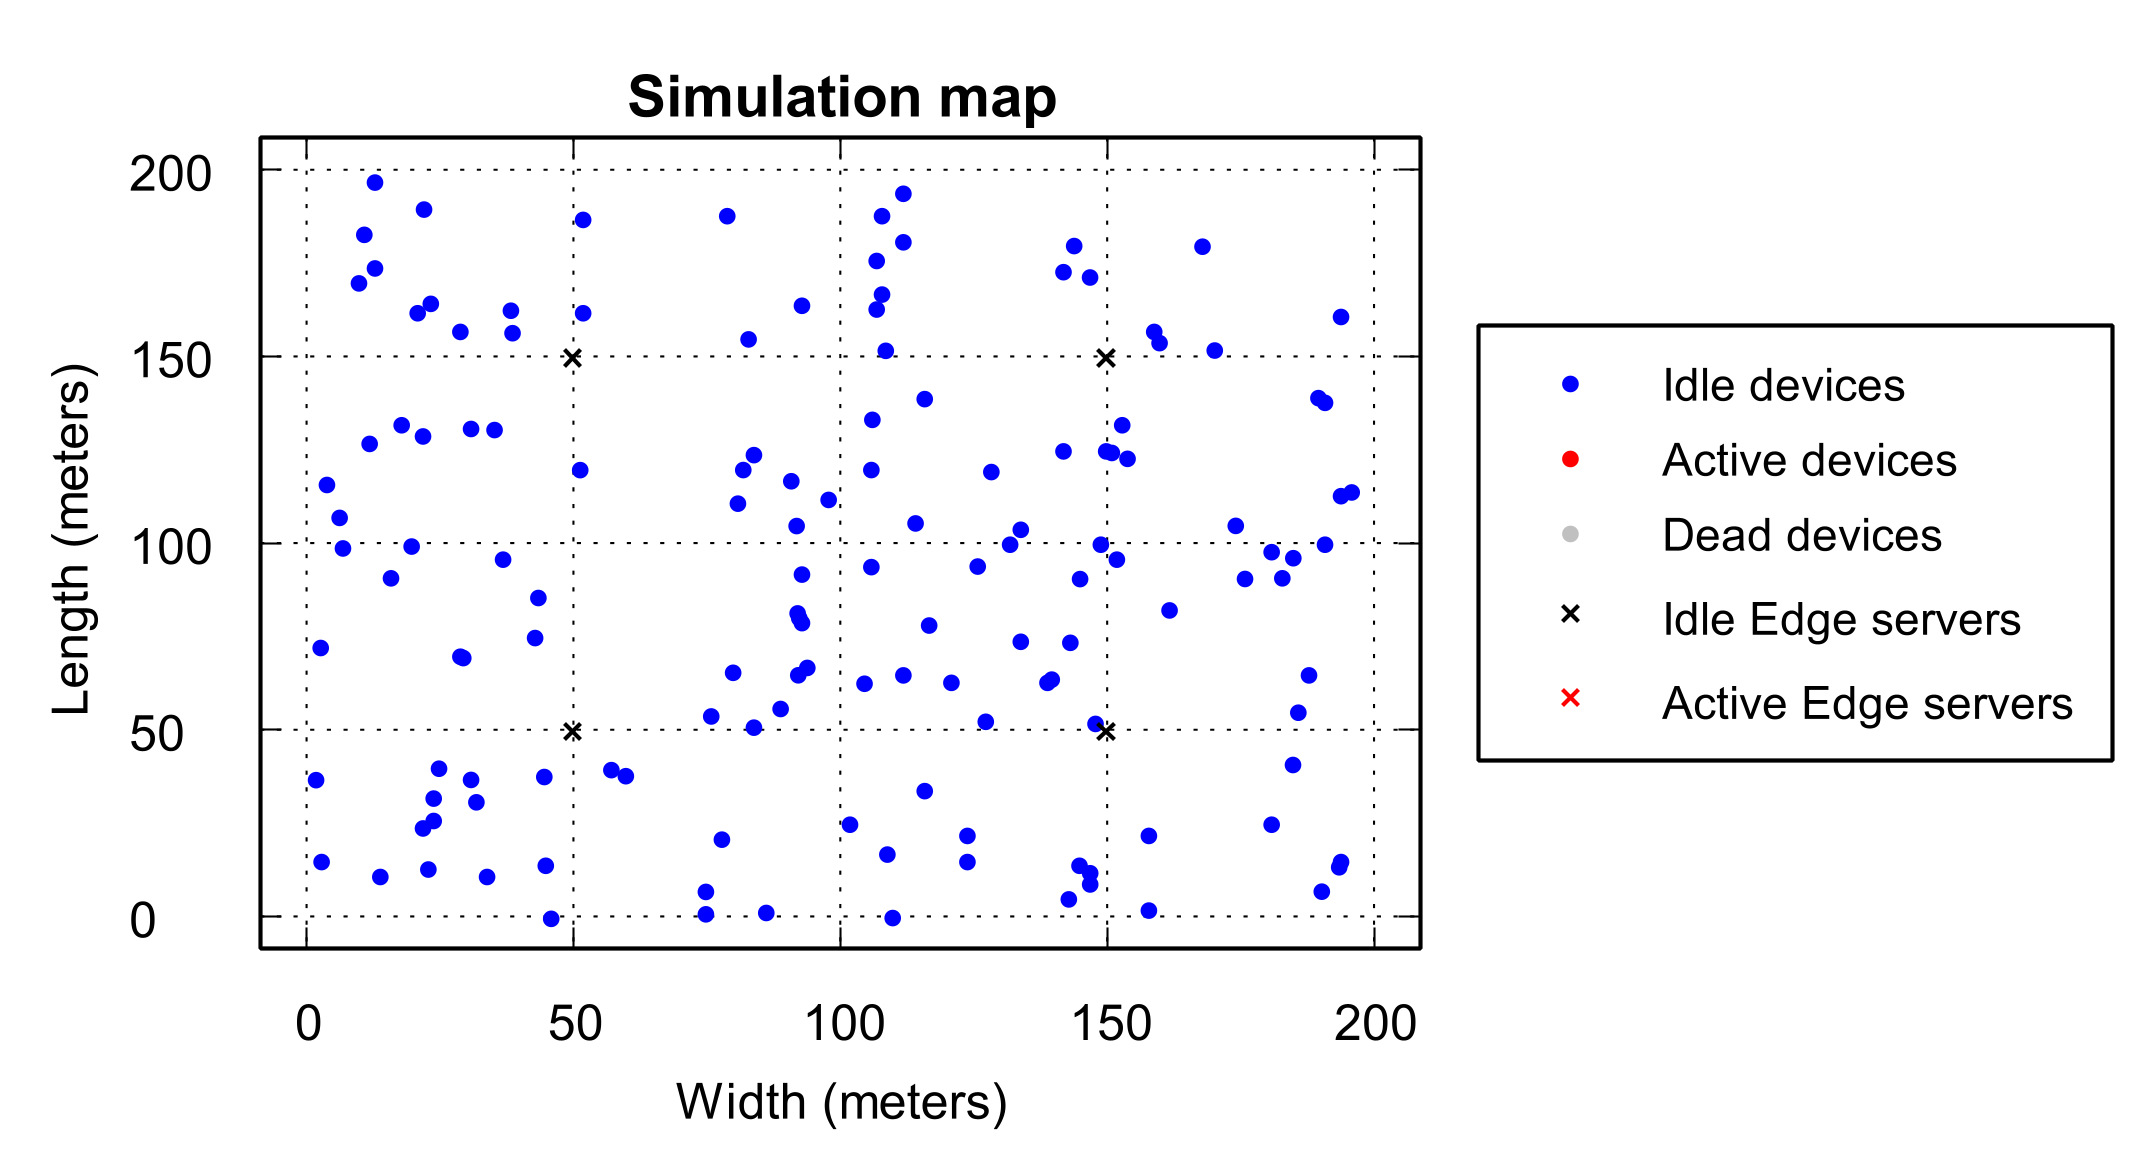 Simulation map
200
150
100
50
0
Length (meters)
0 50 100 150 200
Width (meters)
Idle devices
Active devices
Dead devices
Idle Edge servers
Active Edge servers